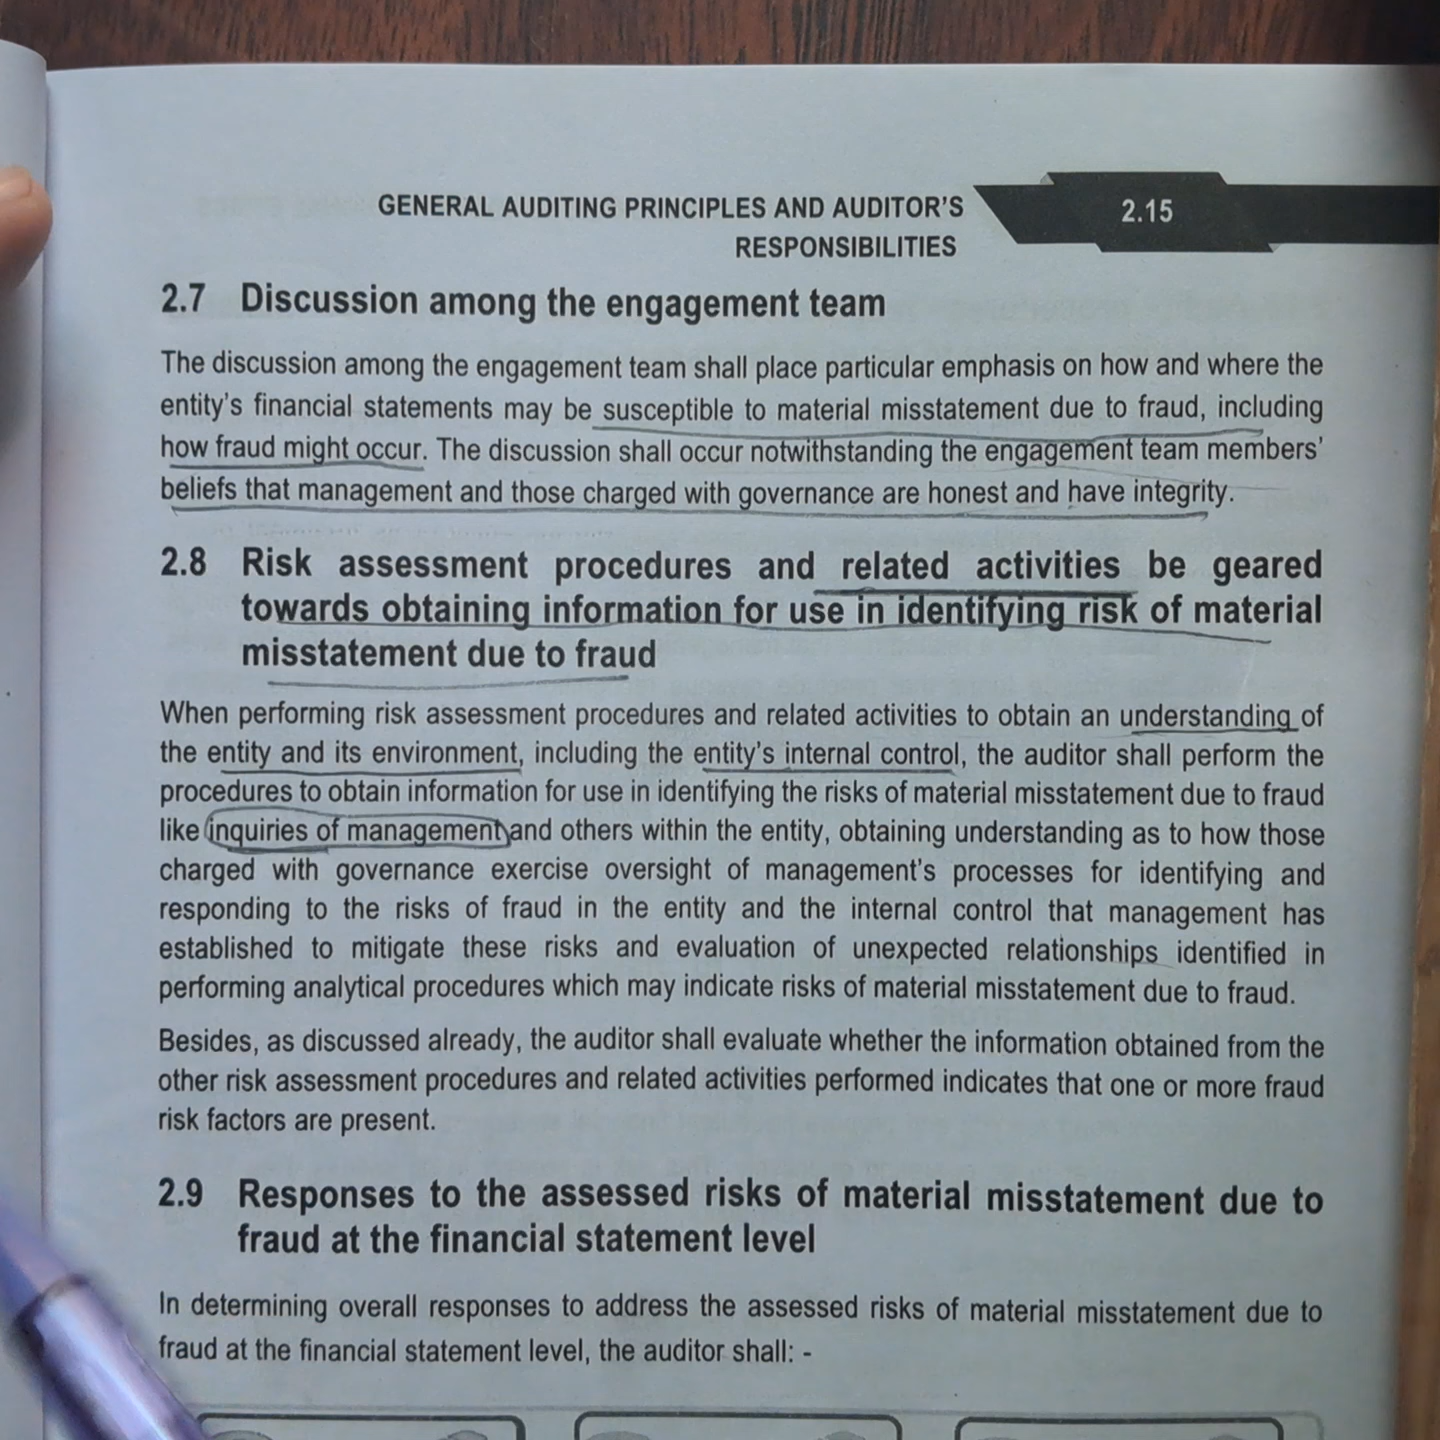 GENERAL AUDITING PRINCIPLES AND AUDITOR'S
RESPONSIBILITIES
2.15
2.7 Discussion among the engagement team
The discussion among the engagement team shall place particular emphasis on how and where the
entity's financial statements may be susceptible to material misstatement due to fraud, including
how fraud might occur. The discussion shall occur notwithstanding the engagement team members'
beliefs that management and those charged with governance are honest and have integrity.
2.8 Risk assessment procedures and related activities be geared
towards obtaining information for use in identifying risk of material
misstatement due to fraud
When performing risk assessment procedures and related activities to obtain an understanding of
the entity and its environment, including the entity's internal control, the auditor shall perform the
procedures to obtain information for use in identifying the risks of material misstatement due to fraud
like inquiries of management and others within the entity, obtaining understanding as to how those
charged with governance exercise oversight of management's processes for identifying and
responding to the risks of fraud in the entity and the internal control that management has
established to mitigate these risks and evaluation of unexpected relationships identified in
performing analytical procedures which may indicate risks of material misstatement due to fraud.
Besides, as discussed already, the auditor shall evaluate whether the information obtained from the
other risk assessment procedures and related activities performed indicates that one or more fraud
risk factors are present.
2.9 Responses to the assessed risks of material misstatement due to
fraud at the financial statement level
In determining overall responses to address the assessed risks of material misstatement due to
fraud at the financial statement level, the auditor shall: -